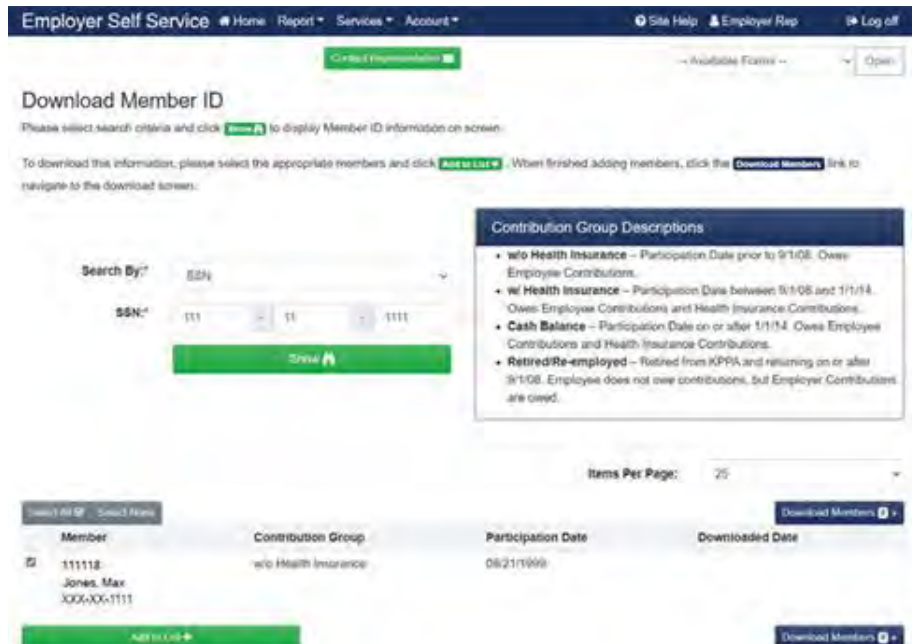 Employer Self Service Home Report Services Account Site Help Employer Rep Log off
Contact Representative -- Available Forms -- Open
Download Member ID
Please select search criteria and click Show to display Member ID information on screen.
To download this information, please select the appropriate members and click Add to List . When finished adding members, click the Download Members link to
navigate to the download screen.
Contribution Group Descriptions
w/o Health Insurance – Participation Date prior to 9/1/08. Owes
Employee Contributions.
w/ Health Insurance – Participation Date between 9/1/08 and 1/1/14.
Owes Employee Contributions and Health Insurance Contributions.
Cash Balance – Participation Date on or after 1/1/14. Owes Employee
Contributions and Health Insurance Contributions.
Retired/Re-employed – Retired from KPPA and returning on or after
9/1/08. Employee does not owe contributions, but Employer Contributions
are owed.
Search By:* SSN
SSN:* 111 - 11 - 1111
Show
Items Per Page: 25
Select All Select None Download Members 0
Member Contribution Group Participation Date Downloaded Date
111118 w/o Health Insurance 08/21/1999
Jones, Max
XXX-XX-1111
Add to List Download Members 0